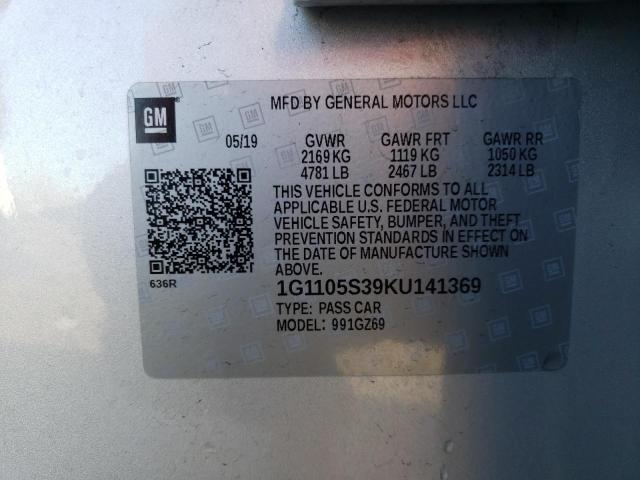 GM
MFD BY GENERAL MOTORS LLC
05/19 GVWR GAWR FRT GAWR RR
2169 KG 1119 KG 1050 KG
4781 LB 2467 LB 2314 LB
THIS VEHICLE CONFORMS TO ALL
APPLICABLE U.S. FEDERAL MOTOR
VEHICLE SAFETY, BUMPER, AND THEFT
PREVENTION STANDARDS IN EFFECT ON
THE DATE OF MANUFACTURE SHOWN
ABOVE.
636R
1G1105S39KU141369
TYPE: PASS CAR
MODEL: 991GZ69